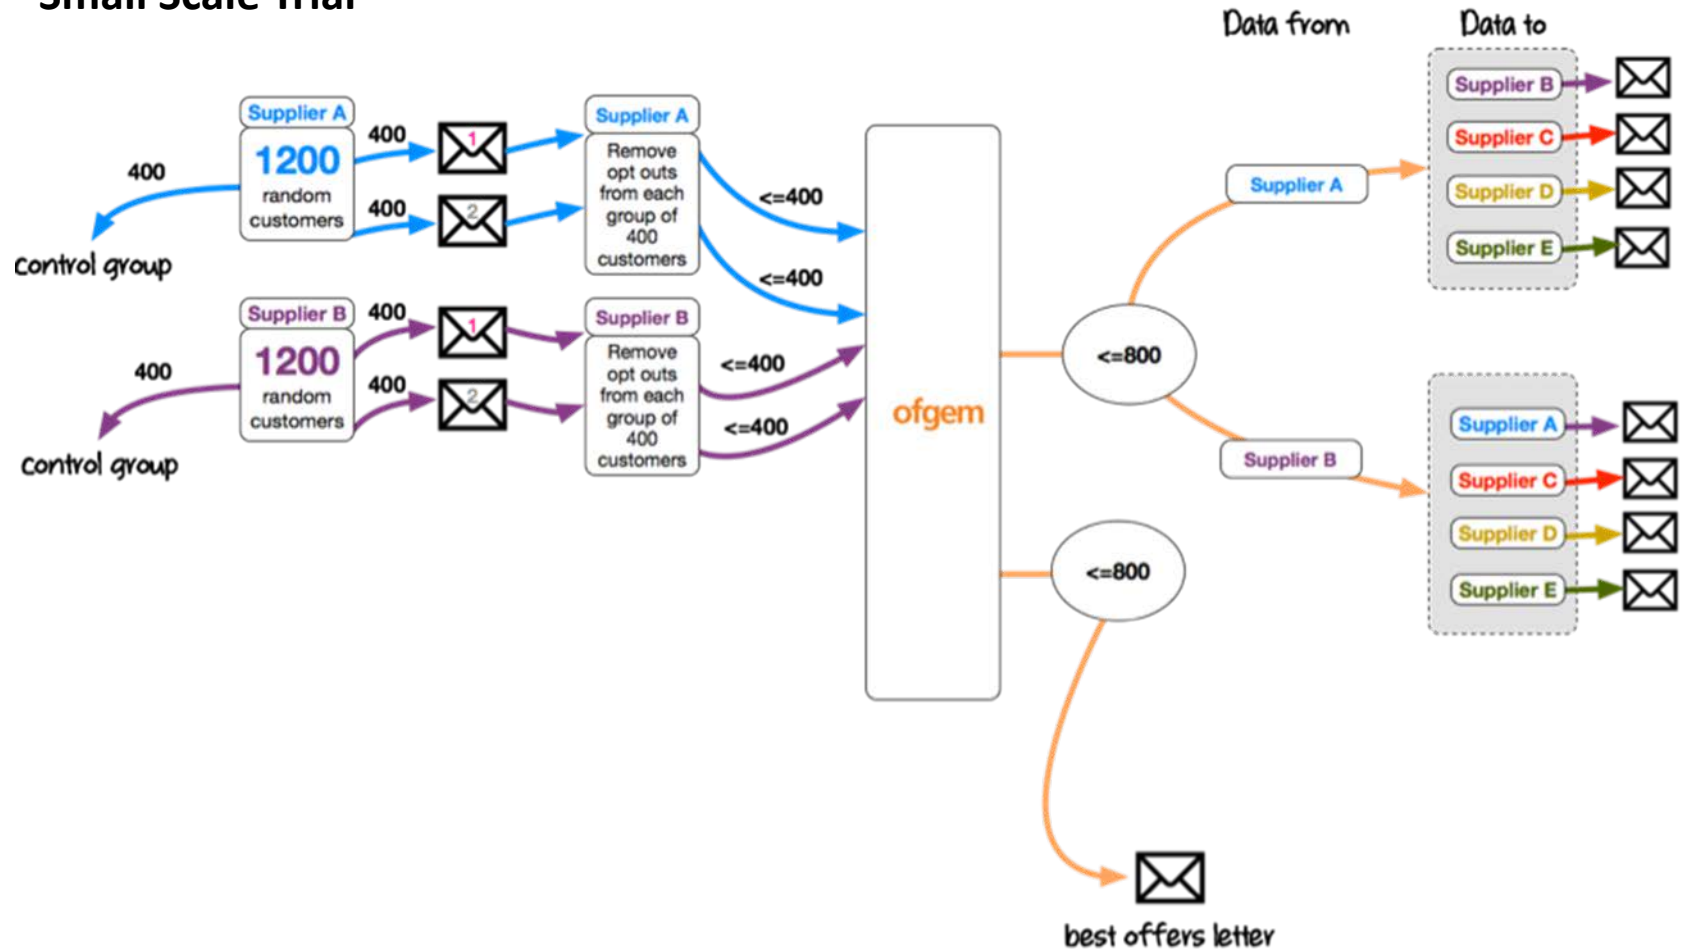 Small Scale Trial
Data from
Data to
Supplier A
1200
random
customers
400
control group
400
1
400
2
Supplier A
Remove
opt outs
from each
group of
400
customers
<=400
<=400
Supplier B
1200
random
customers
400
control group
400
1
400
2
Supplier B
Remove
opt outs
from each
group of
400
customers
<=400
<=400
ofgem
<=800
Supplier A
Supplier B
Supplier C
Supplier D
Supplier E
Supplier B
Supplier A
Supplier C
Supplier D
Supplier E
<=800
best offers letter